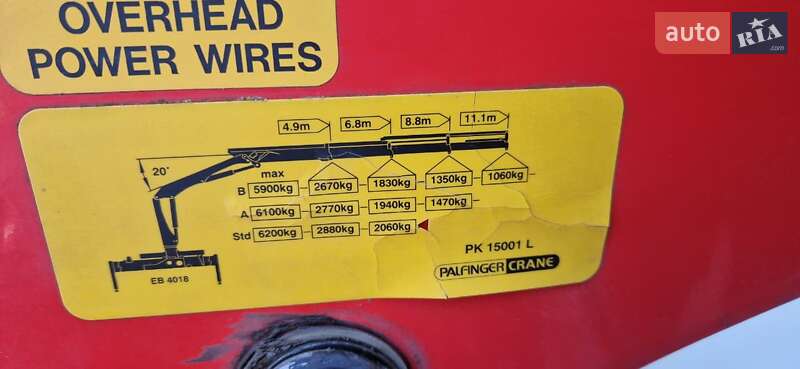 OVERHEAD
POWER WIRES
auto RIA
.com
4.9m 6.8m 8.8m 11.1m
20°
max
B 5900kg 2670kg 1830kg 1350kg 1060kg
A 6100kg 2770kg 1940kg 1470kg
Std 6200kg 2880kg 2060kg
PK 15001 L
EB 4018
PALFINGER CRANE